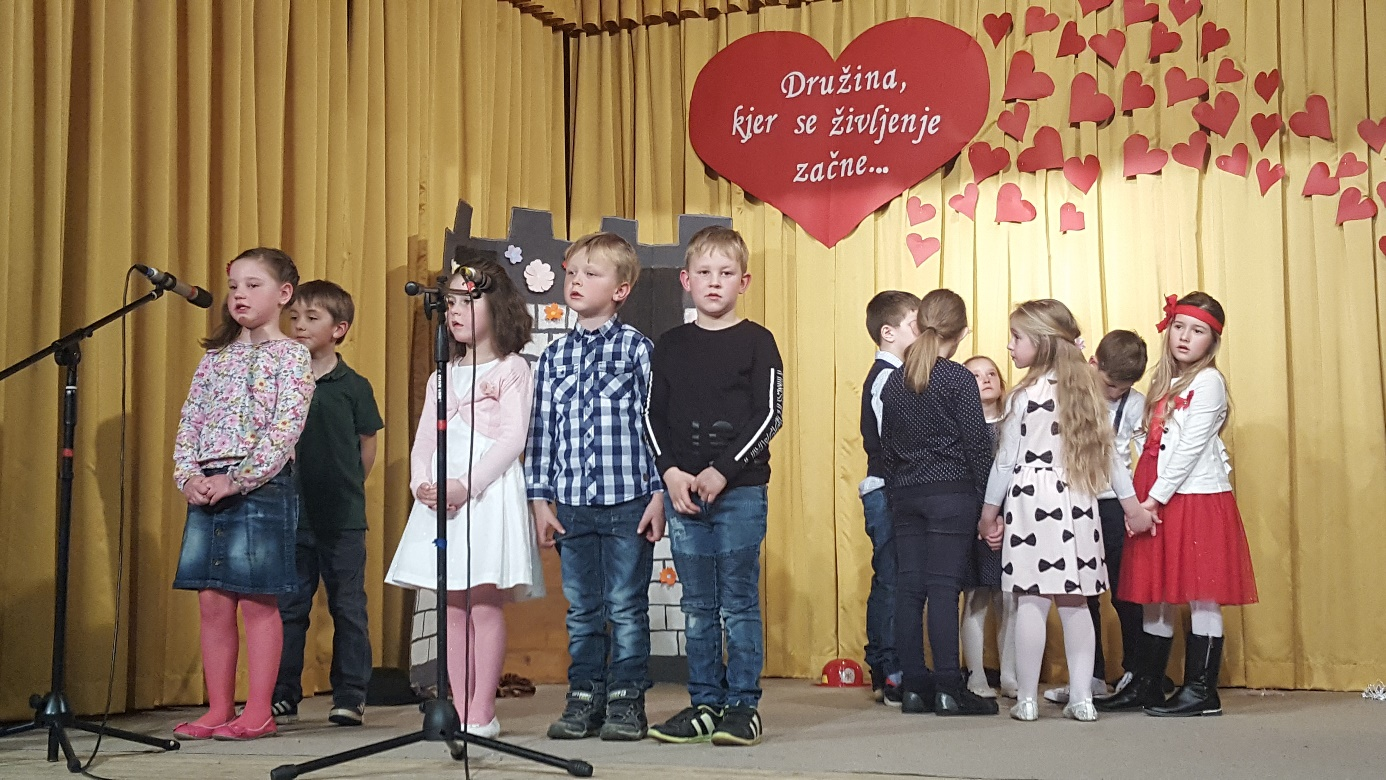 Družina,
kjer se življenje
začne...